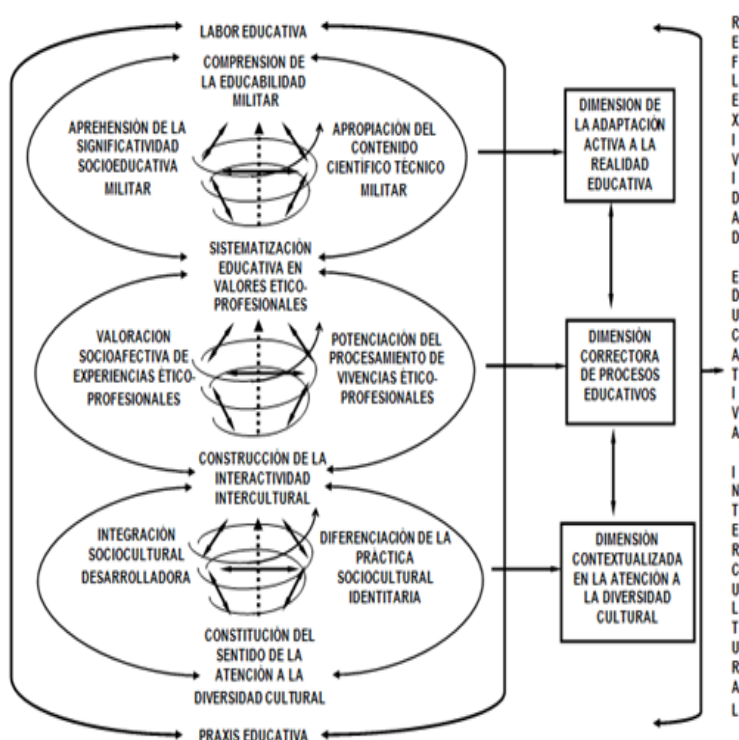 LABOR EDUCATIVA
COMPRENSION DE
LA EDUCABILIDAD
MILITAR
APREHENSIÓN DE LA
SIGNIFICATIVIDAD
SOCIOEDUCATIVA
MILITAR
APROPIACIÓN DEL
CONTENIDO
CIENTÍFICO TÉCNICO
MILITAR
SISTEMATIZACIÓN
EDUCATIVA EN
VALORES ÉTICO-
PROFESIONALES
VALORACION
SOCIOAFECTIVA DE
EXPERIENCIAS ÉTICO-
PROFESIONALES
POTENCIACIÓN DEL
PROCESAMIENTO DE
VIVENCIAS ÉTICO-
PROFESIONALES
CONSTRUCCIÓN DE LA
INTERACTIVIDAD
INTERCULTURAL
INTEGRACIÓN
SOCIOCULTURAL
DESARROLLADORA
DIFERENCIACIÓN DE LA
PRÁCTICA
SOCIOCULTURAL
IDENTITARIA
CONSTITUCIÓN DEL
SENTIDO DE LA
ATENCIÓN A LA
DIVERSIDAD CULTURAL
PRAXIS EDUCATIVA
DIMENSION DE
LA ADAPTACIÓN
ACTIVA A LA
REALIDAD
EDUCATIVA
DIMENSIÓN
CORRECTORA
DE PROCESOS
EDUCATIVOS
DIMENSIÓN
CONTEXTUALIZADA
EN LA ATENCIÓN A
LA DIVERSIDAD
CULTURAL
REFLEXIVIDAD EDUCATIVA INTERCULTURAL